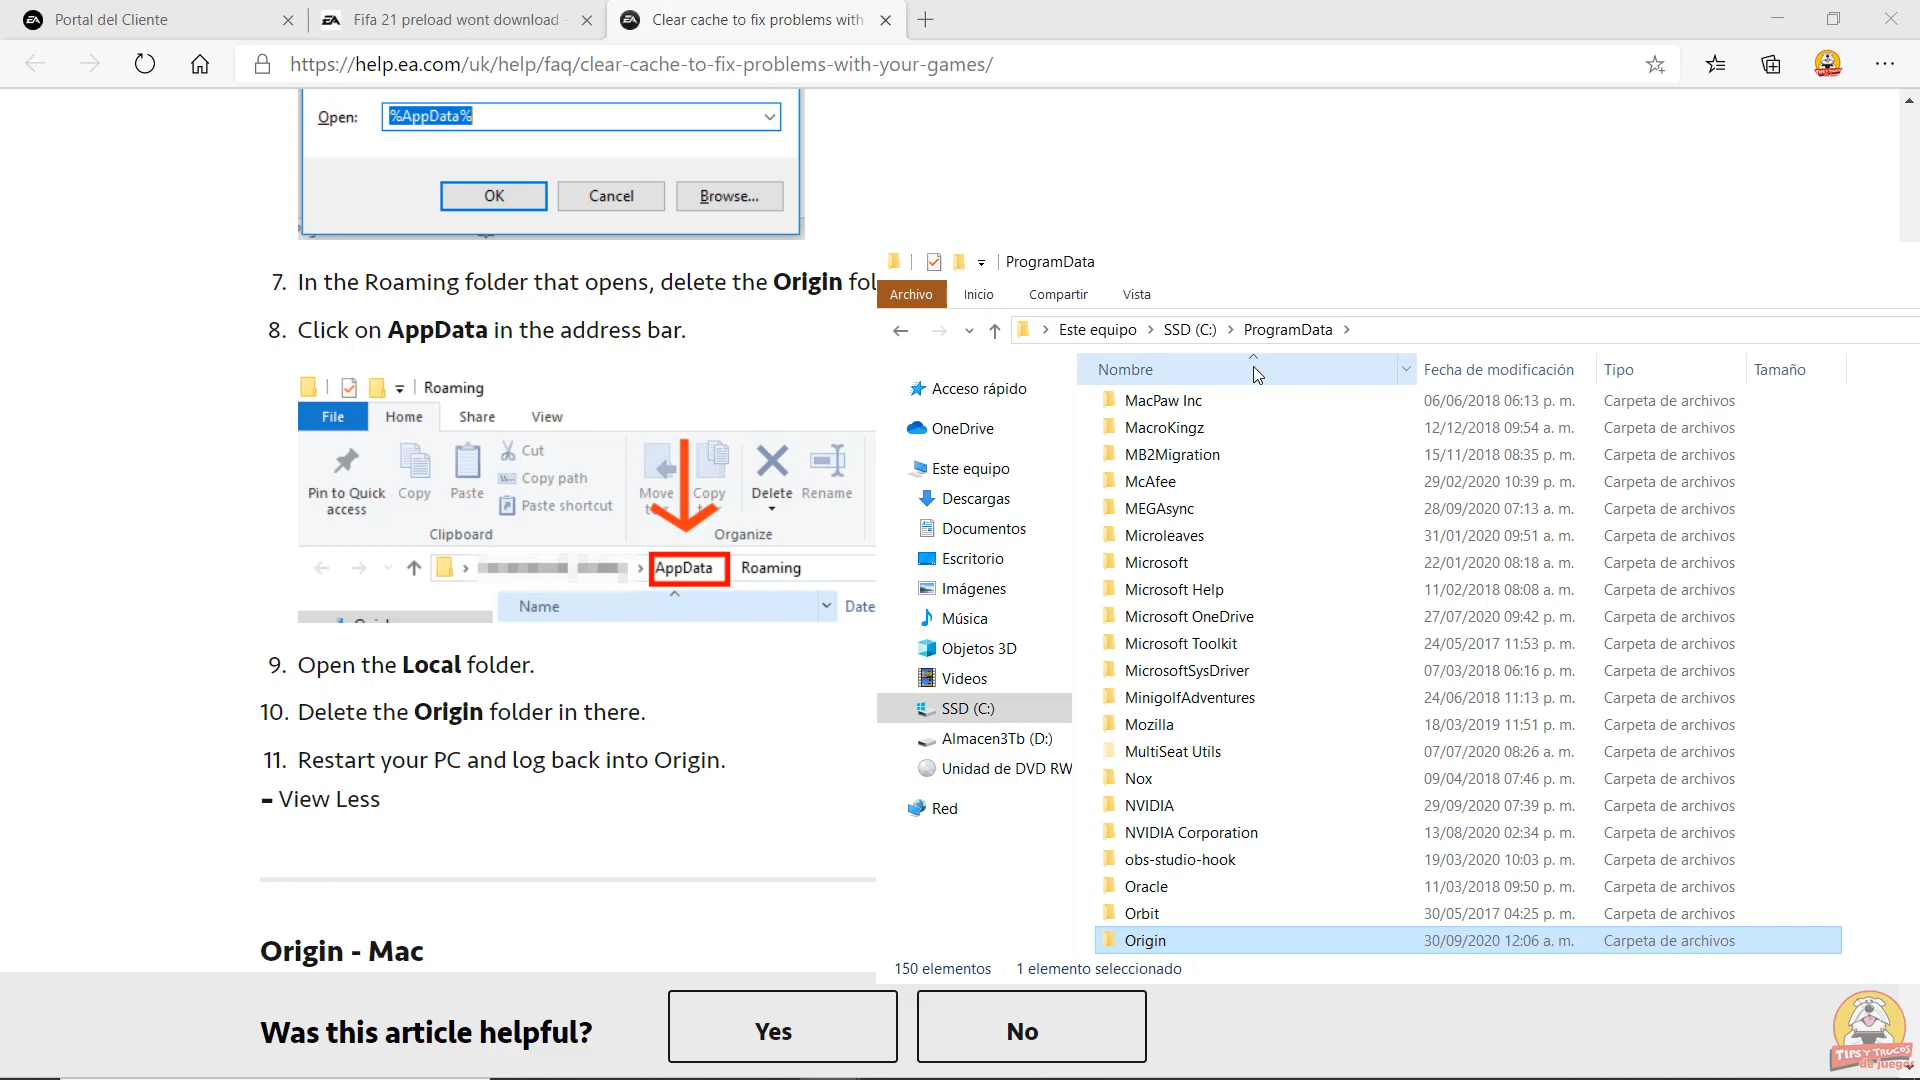 Portal del Cliente
Fifa 21 preload wont download
Clear cache to fix problems with
https://help.ea.com/uk/help/faq/clear-cache-to-fix-problems-with-your-games/
Open: %AppData%
OK Cancel Browse...
7. In the Roaming folder that opens, delete the Origin
8. Click on AppData in the address bar.
Roaming
File Home Share View
Pin to Quick access
Copy
Paste
Cut
Copy path
Paste shortcut
Clipboard
Move
Copy
Delete
Rename
Organize
AppData Roaming
Name Date
9. Open the Local folder.
10. Delete the Origin folder in there.
11. Restart your PC and log back into Origin.
– View Less
Origin - Mac
Was this article helpful? Yes No
ProgramData
Archivo Inicio Compartir Vista
Este equipo > SSD (C:) > ProgramData >
Acceso rápido
OneDrive
Este equipo
Descargas
Documentos
Escritorio
Imágenes
Música
Objetos 3D
Videos
SSD (C:)
Almacen3Tb (D:)
Unidad de DVD RW
Red
Nombre Fecha de modificación Tipo Tamaño
MacPaw Inc 06/06/2018 06:13 p. m. Carpeta de archivos
MacroKingz 12/12/2018 09:54 a. m. Carpeta de archivos
MB2Migration 15/11/2018 08:35 p. m. Carpeta de archivos
McAfee 29/02/2020 10:39 p. m. Carpeta de archivos
MEGAsync 28/09/2020 07:13 a. m. Carpeta de archivos
Microleaves 31/01/2020 09:51 a. m. Carpeta de archivos
Microsoft 22/01/2020 08:18 a. m. Carpeta de archivos
Microsoft Help 11/02/2018 08:08 a. m. Carpeta de archivos
Microsoft OneDrive 27/07/2020 09:42 p. m. Carpeta de archivos
Microsoft Toolkit 24/05/2017 11:53 p. m. Carpeta de archivos
MicrosoftSysDriver 07/03/2018 06:16 p. m. Carpeta de archivos
MinigolfAdventures 24/06/2018 11:13 p. m. Carpeta de archivos
Mozilla 18/03/2019 11:51 p. m. Carpeta de archivos
MultiSeat Utils 07/07/2020 08:26 a. m. Carpeta de archivos
Nox 09/04/2018 07:46 p. m. Carpeta de archivos
NVIDIA 29/09/2020 07:39 p. m. Carpeta de archivos
NVIDIA Corporation 13/08/2020 02:34 p. m. Carpeta de archivos
obs-studio-hook 19/03/2020 10:03 p. m. Carpeta de archivos
Oracle 11/03/2018 09:50 p. m. Carpeta de archivos
Orbit 30/05/2017 04:25 p. m. Carpeta de archivos
Origin 30/09/2020 12:06 a. m. Carpeta de archivos
150 elementos 1 elemento seleccionado
TIPS Y TRUCOS
de juegos